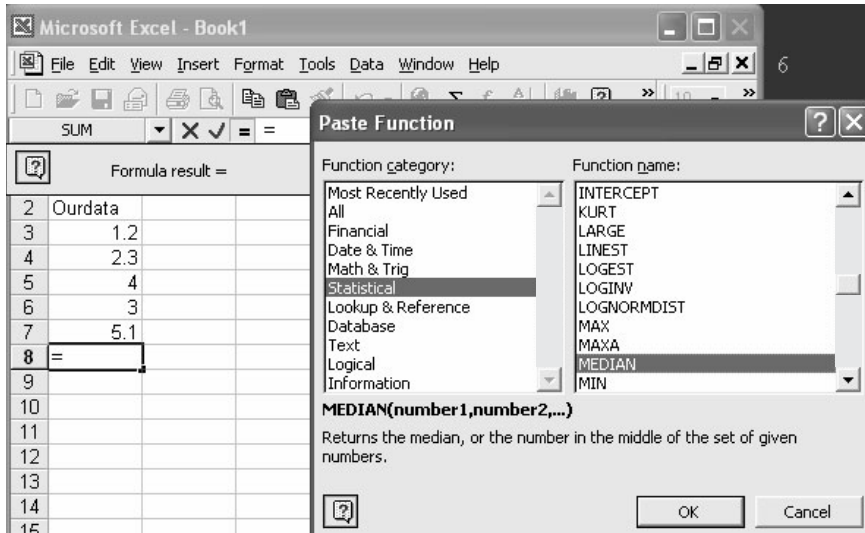 Microsoft Excel - Book1
File Edit View Insert Format Tools Data Window Help
6
10
SUM
= =
Formula result =
2 Ourdata
3 1.2
4 2.3
5 4
6 3
7 5.1
8 =
9
10
11
12
13
14
15
Paste Function
Function category:
Most Recently Used
All
Financial
Date & Time
Math & Trig
Statistical
Lookup & Reference
Database
Text
Logical
Information
Function name:
INTERCEPT
KURT
LARGE
LINEST
LOGEST
LOGINV
LOGNORMDIST
MAX
MAXA
MEDIAN
MIN
MEDIAN(number1,number2,...)
Returns the median, or the number in the middle of the set of given
numbers.
OK Cancel